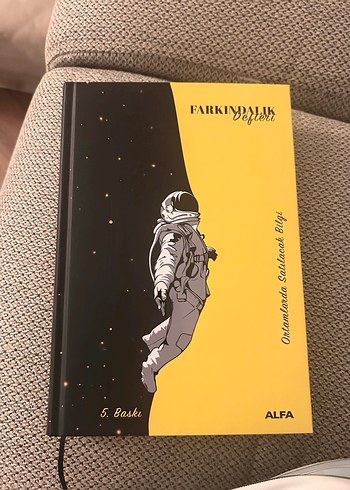 FARKINDALIK
Defteri
Ortamlarda Satılacak Bilgi
5. Baskı
ALFA